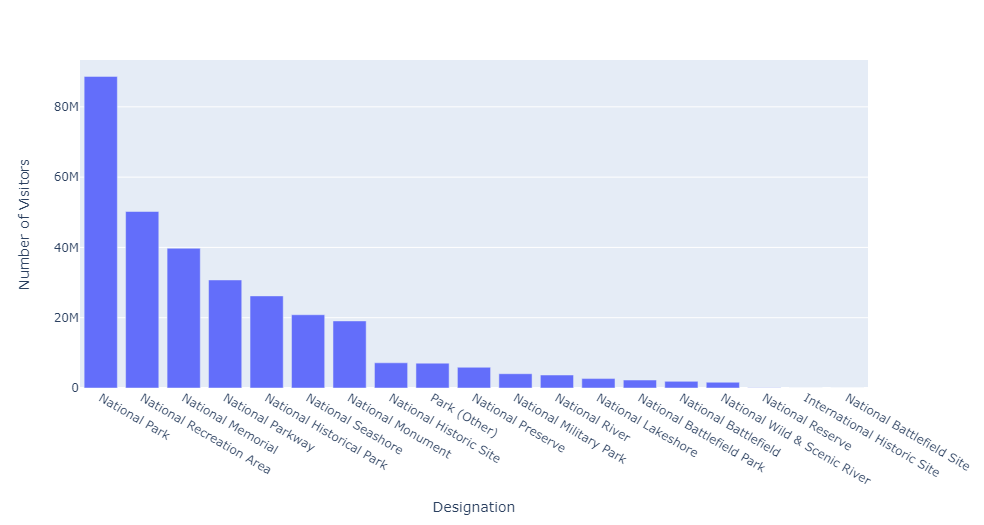 80M
60M
40M
20M
0
Number of Visitors
National Park
National Recreation Area
National Memorial
National Parkway
National Historical Park
National Seashore
National Monument
National Historic Site
Park (Other)
National Preserve
National Military Park
National River
National Lakeshore
National Battlefield Park
National Battlefield
National Wild & Scenic River
National Reserve
International Historic Site
National Battlefield Site
Designation